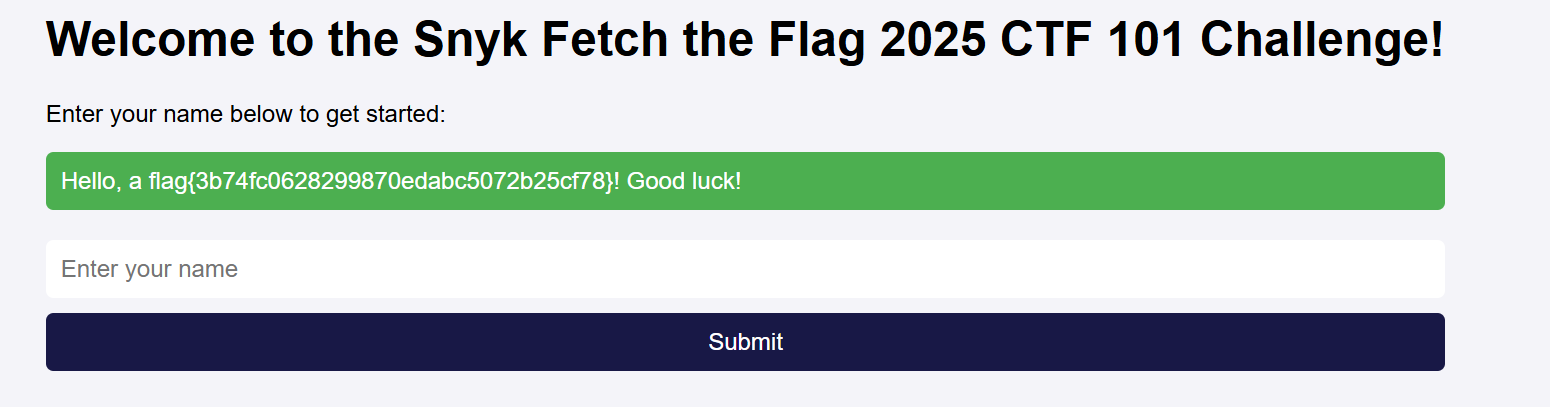 Welcome to the Snyk Fetch the Flag 2025 CTF 101 Challenge!
Enter your name below to get started:
Hello, a flag{3b74fc0628299870edabc5072b25cf78}! Good luck!
Enter your name
Submit